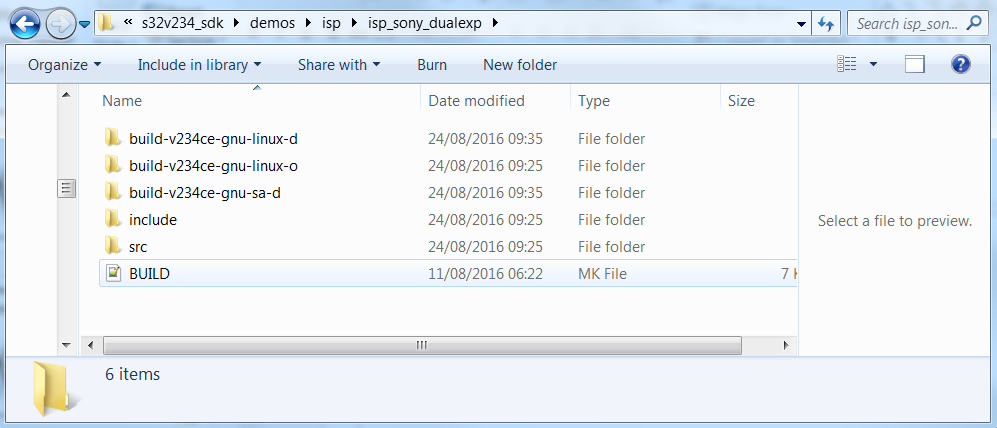 « s32v234_sdk ▸ demos ▸ isp ▸ isp_sony_dualexp Search isp_son...
Organize Include in library Share with Burn New folder
Name Date modified Type Size
build-v234ce-gnu-linux-d 24/08/2016 09:35 File folder
build-v234ce-gnu-linux-o 24/08/2016 09:25 File folder
build-v234ce-gnu-sa-d 24/08/2016 09:35 File folder
include 24/08/2016 09:25 File folder
Select a file to preview.
src 24/08/2016 09:25 File folder
BUILD 11/08/2016 06:22 MK File 7 K
6 items